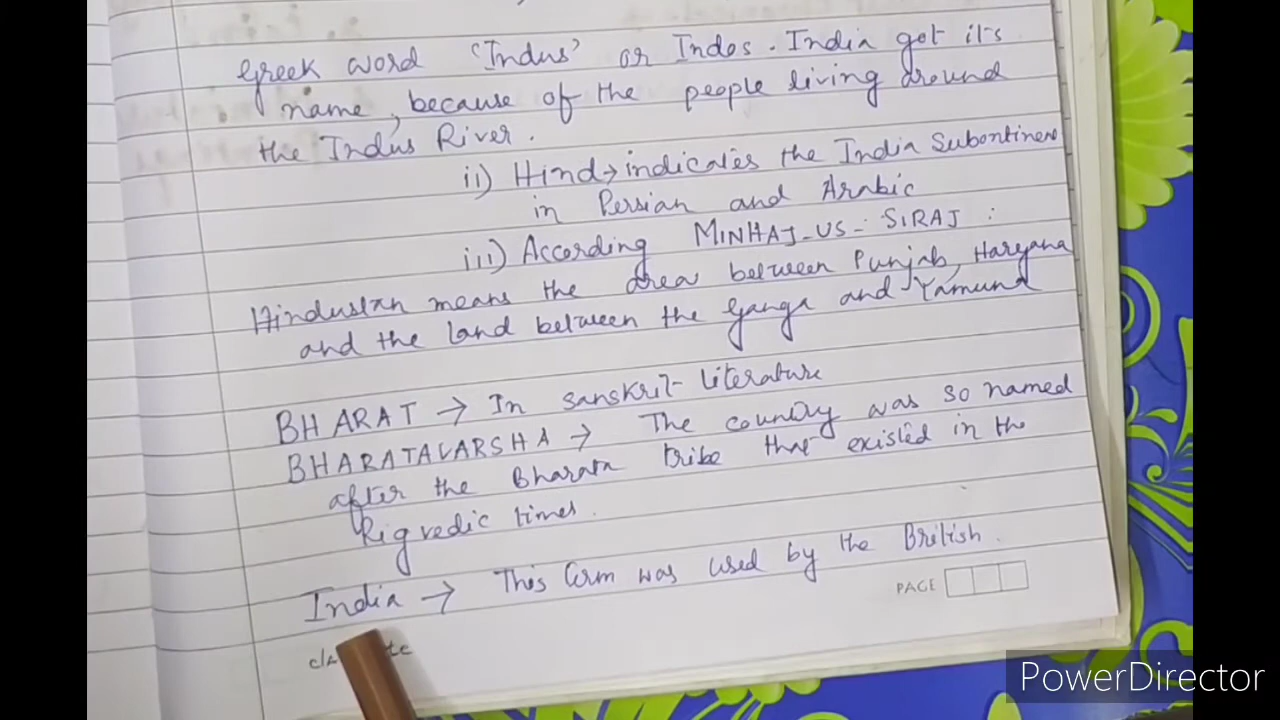 Greek word 'Indus' or Indos. India got its
name, because of the people living around
the Indus River.
ii) Hind → indicates the India Subontinene
in Persian and Arabic
iii) According MINHAJ-US-SIRAJ :
Hindustan means the area between Punjab, Haryana
and the land between the Ganga and Yamuna
BHARAT → In sanskrit literature
BHARATAVARSHA → The country was so named
after the Bharata tribe that existed in the
Rigvedic times.
India → This term was used by the British.
PAGE
PowerDirector